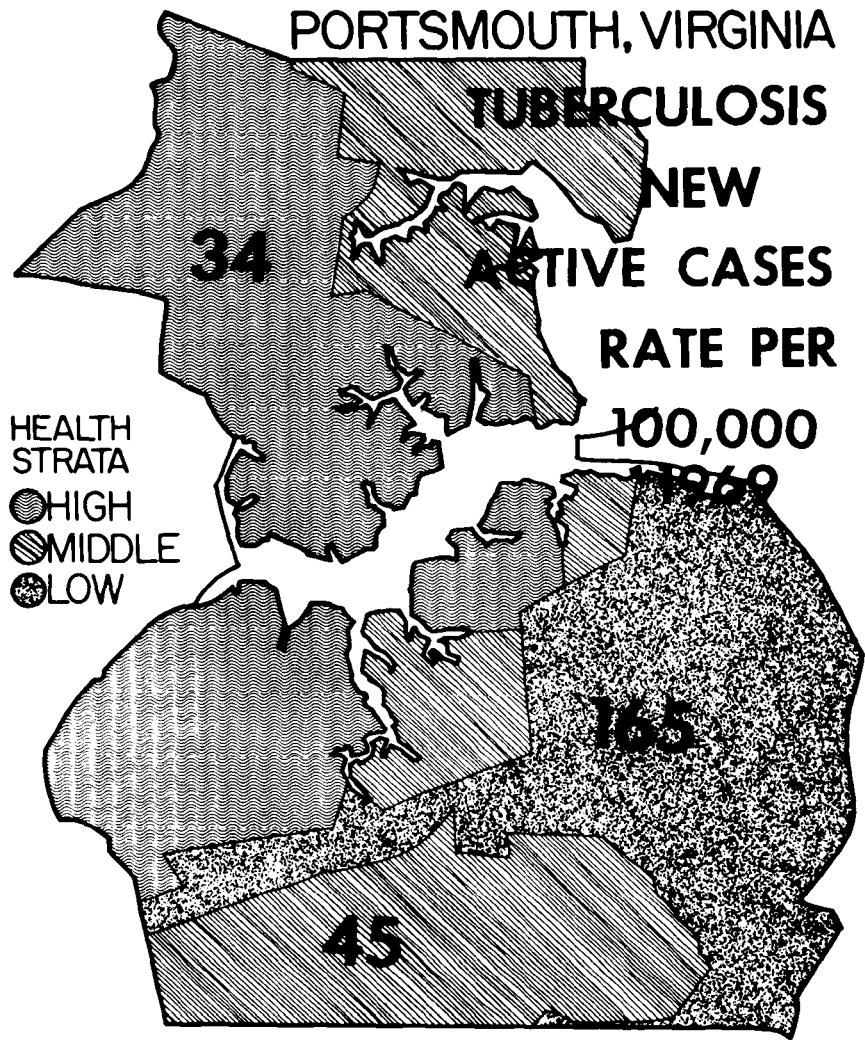 PORTSMOUTH, VIRGINIA
TUBERCULOSIS
NEW
ACTIVE CASES
RATE PER
100,000
1969
34
HEALTH
STRATA
HIGH
MIDDLE
LOW
165
45